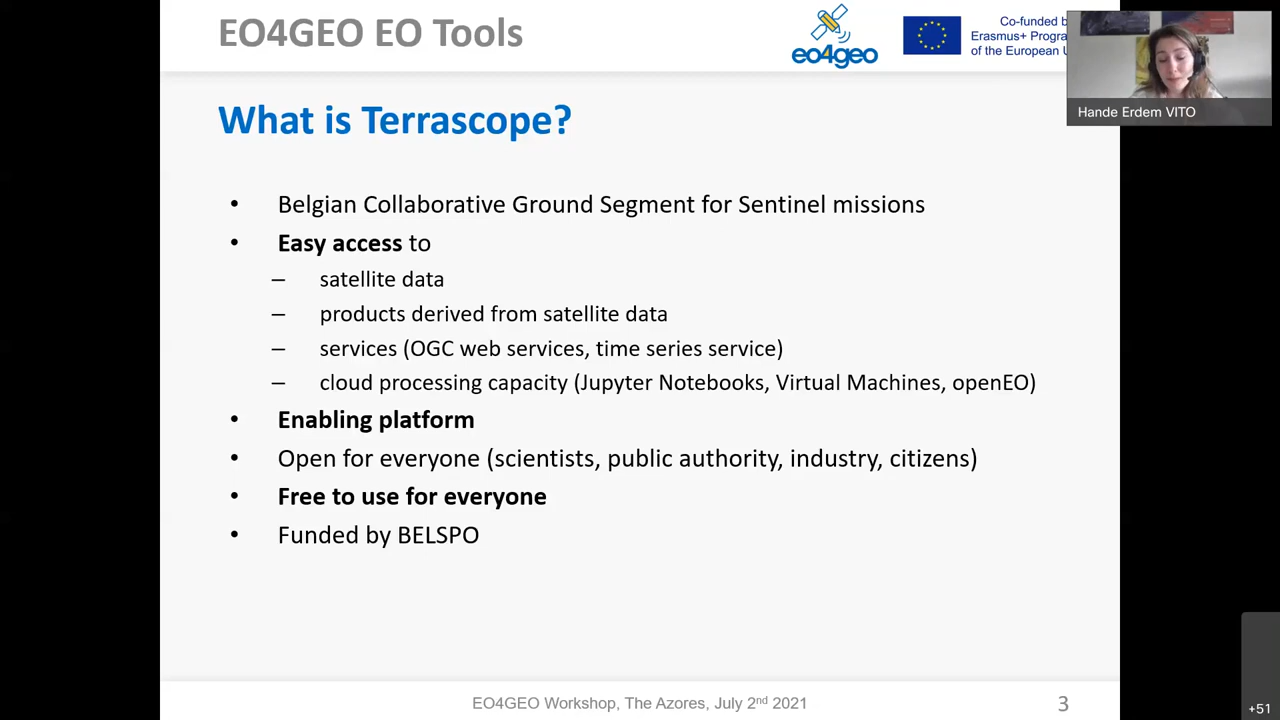 EO4GEO EO Tools
eo4geo
Co-funded b
Erasmus+ Progra
of the European U
Hande Erdem VITO
What is Terrascope?
• Belgian Collaborative Ground Segment for Sentinel missions
• Easy access to
– satellite data
– products derived from satellite data
– services (OGC web services, time series service)
– cloud processing capacity (Jupyter Notebooks, Virtual Machines, openEO)
• Enabling platform
• Open for everyone (scientists, public authority, industry, citizens)
• Free to use for everyone
• Funded by BELSPO
EO4GEO Workshop, The Azores, July 2nd 2021
3
+51